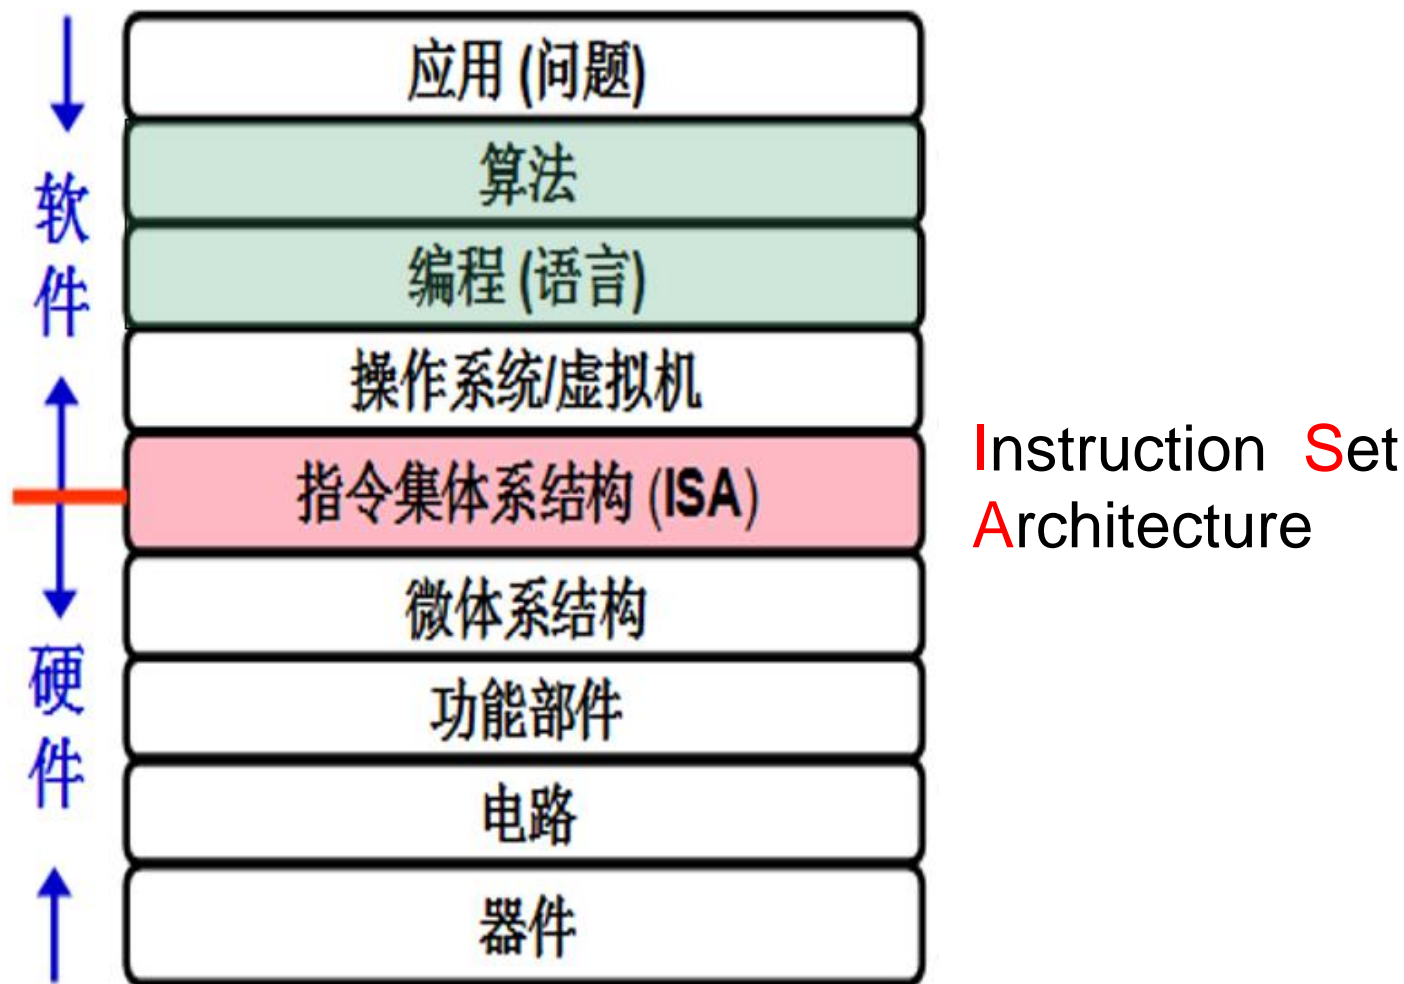 应用 (问题)
算法
编程 (语言)
操作系统/虚拟机
指令集体系结构 (ISA)
微体系结构
功能部件
电路
器件
软
件
硬
件
Instruction Set
Architecture